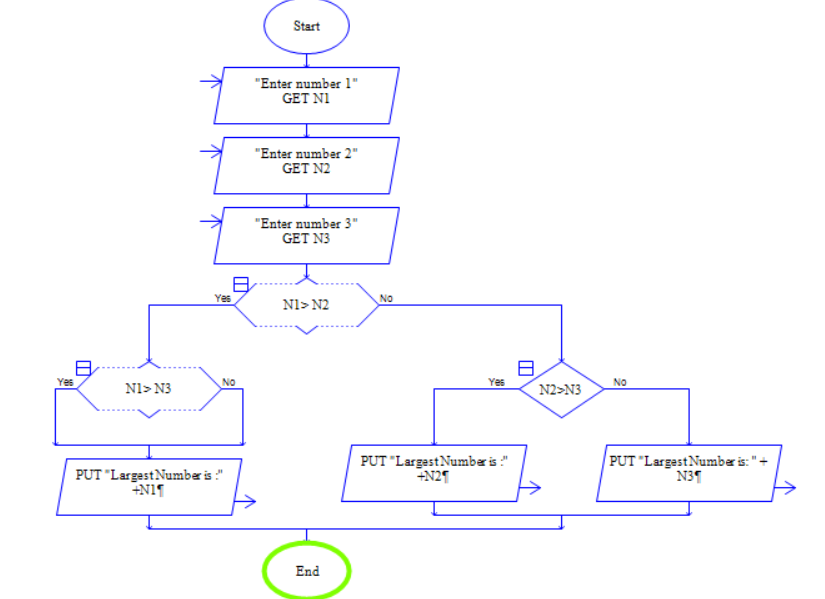 Start
"Enter number 1"
GET N1
"Enter number 2"
GET N2
"Enter number 3"
GET N3
Yes
N1> N2
No
Yes
N1> N3
No
Yes
N2>N3
No
PUT "Largest Number is :"
+N1¶
PUT "Largest Number is :"
+N2¶
PUT "Largest Number is: " +
N3¶
End